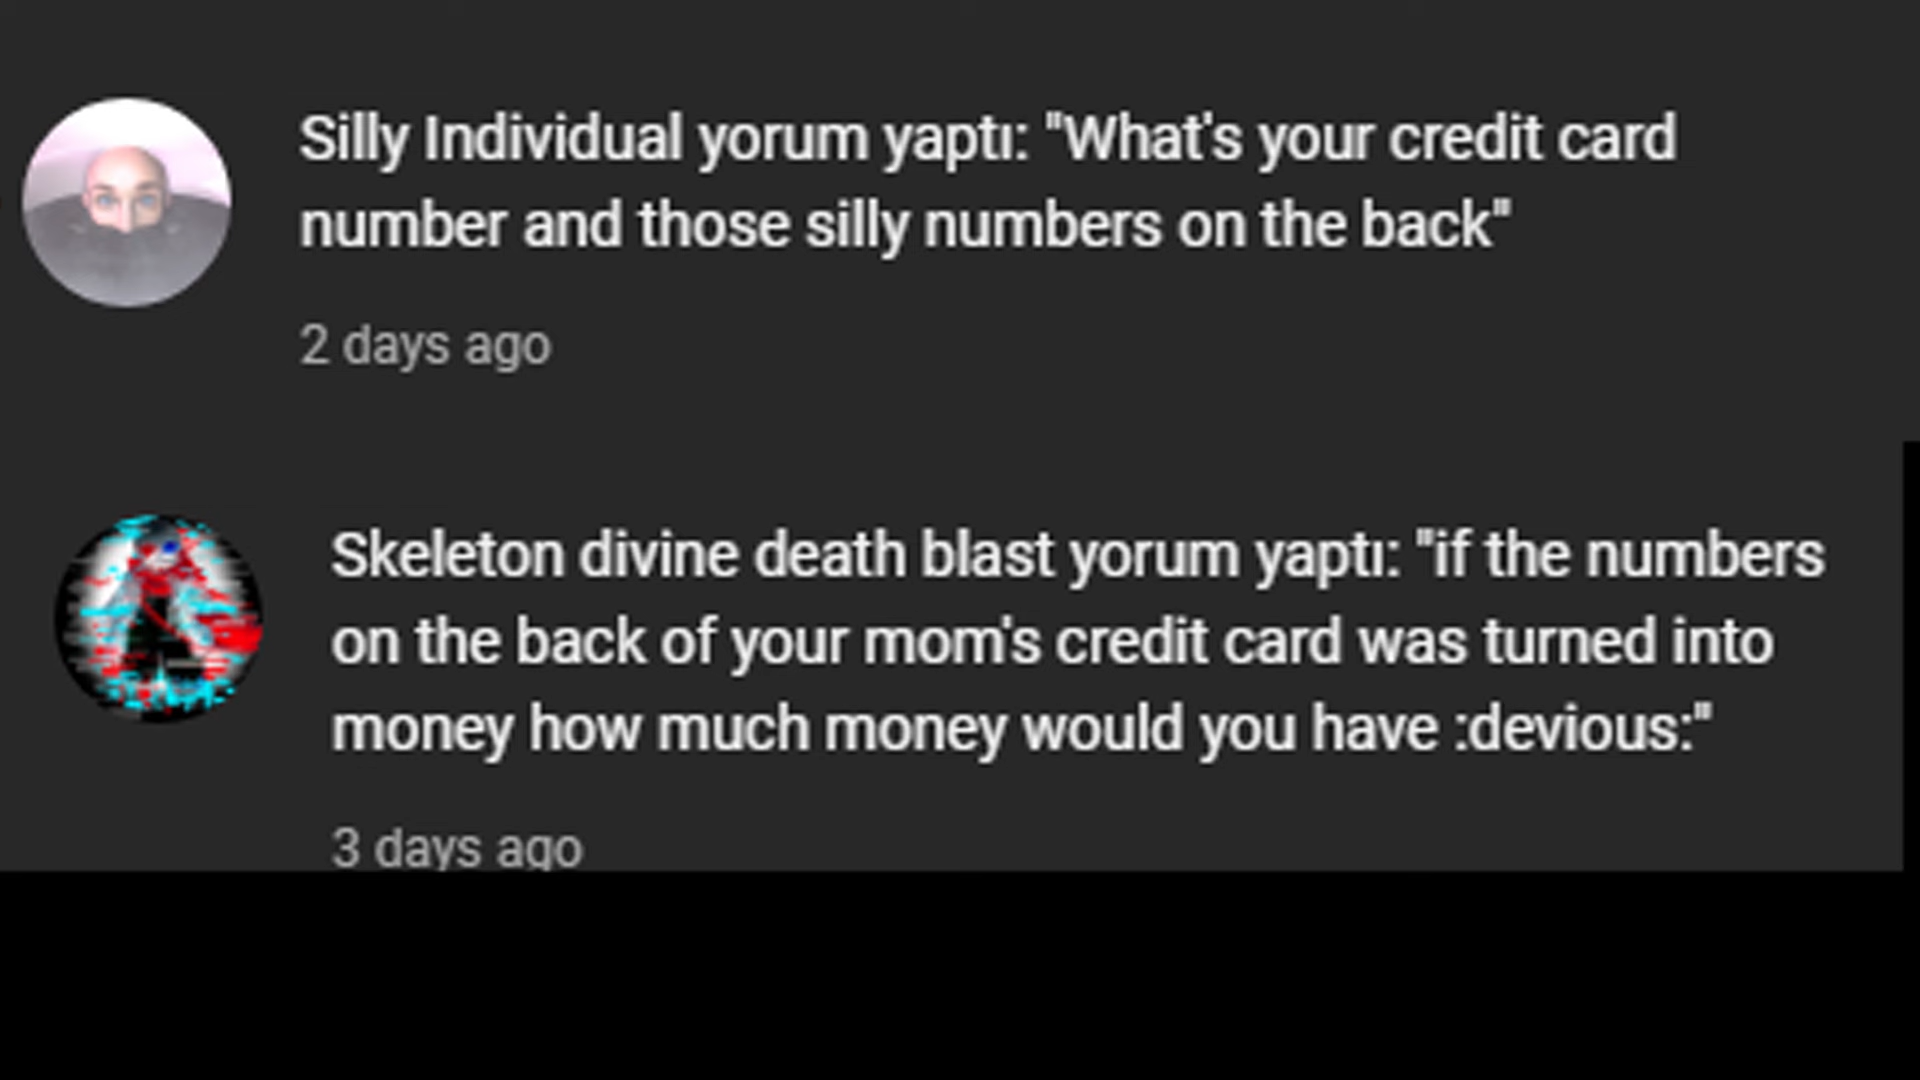 Silly Individual yorum yaptı: "What's your credit card
number and those silly numbers on the back"
2 days ago
Skeleton divine death blast yorum yaptı: "if the numbers
on the back of your mom's credit card was turned into
money how much money would you have :devious:"
3 days ago